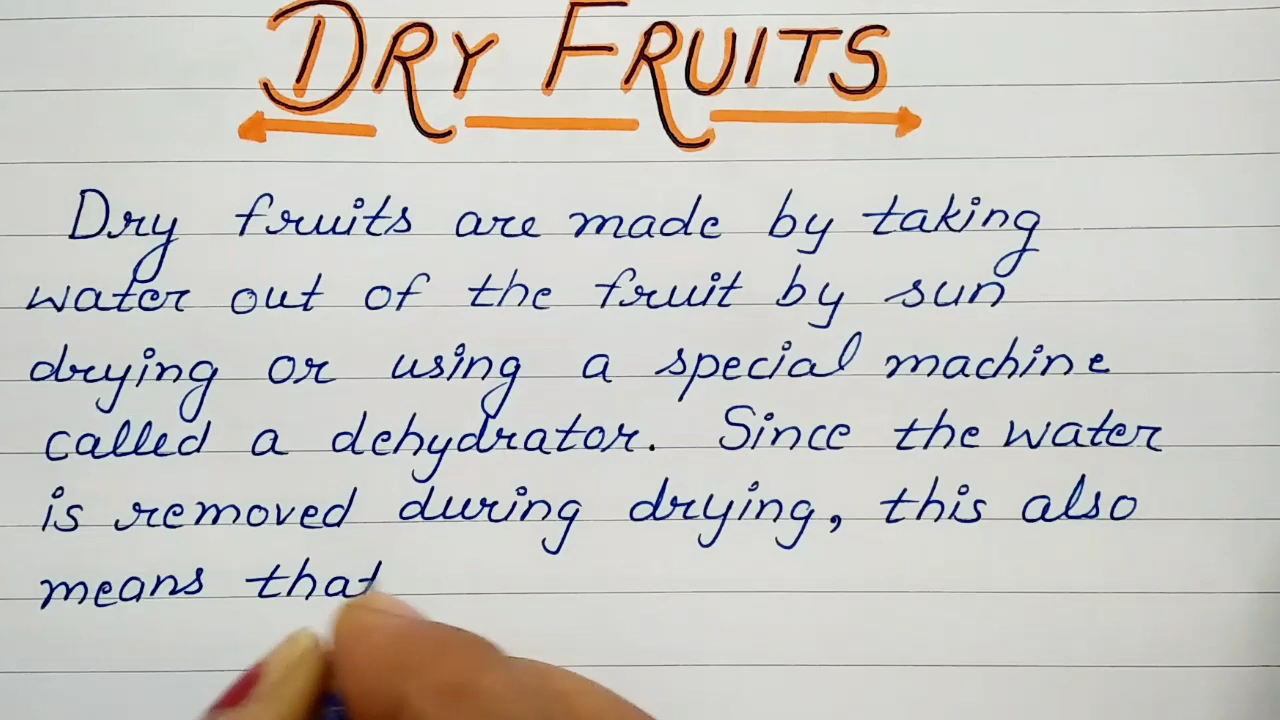 DRY FRUITS
Dry fruits are made by taking
water out of the fruit by sun
drying or using a special machine
called a dehydrator. Since the water
is removed during drying, this also
means that